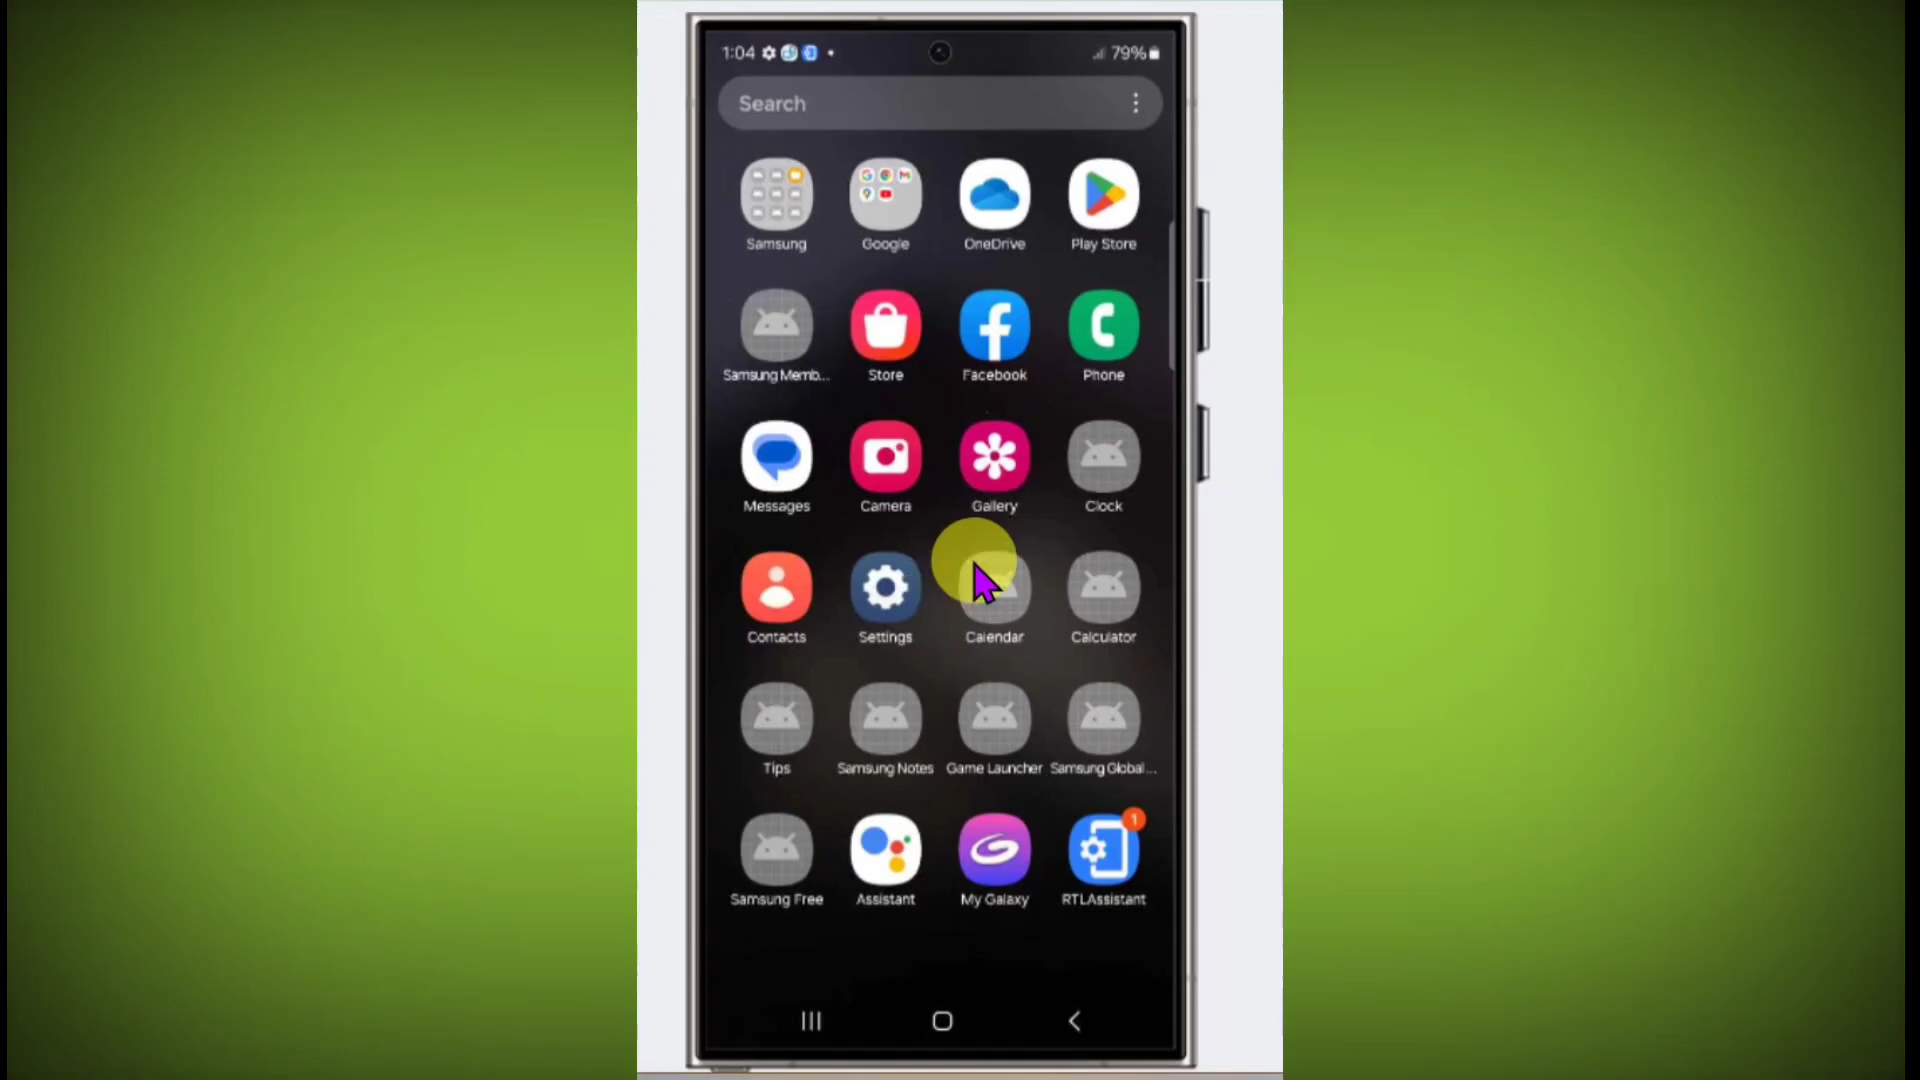 1:04 79%
Search
Samsung Google OneDrive Play Store
Samsung Memb... Store Facebook Phone
Messages Camera Gallery Clock
Contacts Settings Calendar Calculator
Tips Samsung Notes Game Launcher Samsung Global ...
1
Samsung Free Assistant My Galaxy RTLAssistant